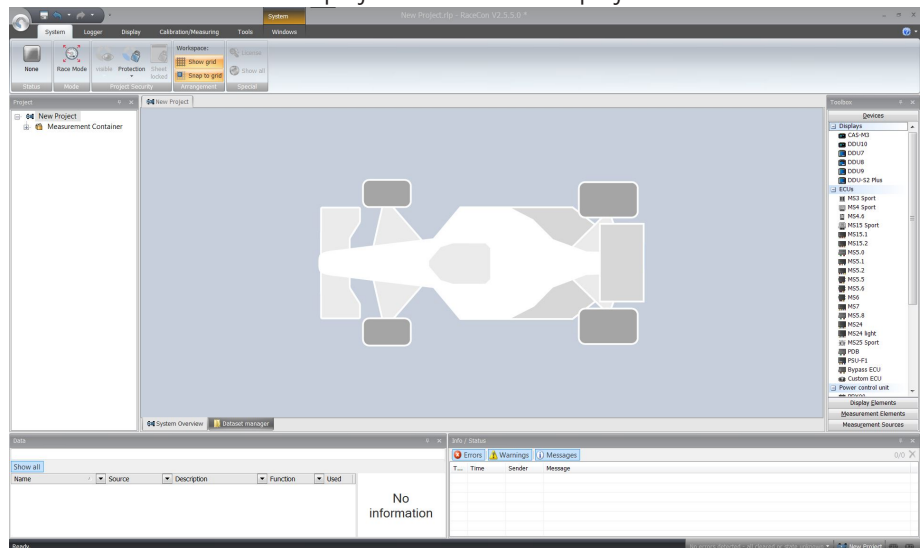 System
New Project.rlp - RaceCon V2.5.5.0 *
System Logger Display Calibration/Measuring Tools Windows
None
Race Mode
visible
Protection
Sheet locked
Workspace:
Show grid
Snap to grid
License
Show all
Status Mode Project Security Arrangement Special
Project
New Project
Measurement Container
New Project
System Overview
Dataset manager
Toolbox
Devices
Displays
CAS-M3
DDU10
DDU7
DDU8
DDU9
DDU-S2 Plus
ECUs
MS3 Sport
MS4 Sport
MS4.6
MS15 Sport
MS15.1
MS15.2
MS5.0
MS5.1
MS5.2
MS5.5
MS5.6
MS6
MS7
MS5.8
MS24
MS24 light
MS25 Sport
PDB
PSU-F1
Bypass ECU
Custom ECU
Power control unit
Display Elements
Measurement Elements
Measurement Sources
Data
Show all
Name Source Description Function Used
No
information
Info / Status
Errors Warnings Messages 0/0
T... Time Sender Message
Ready
New Project